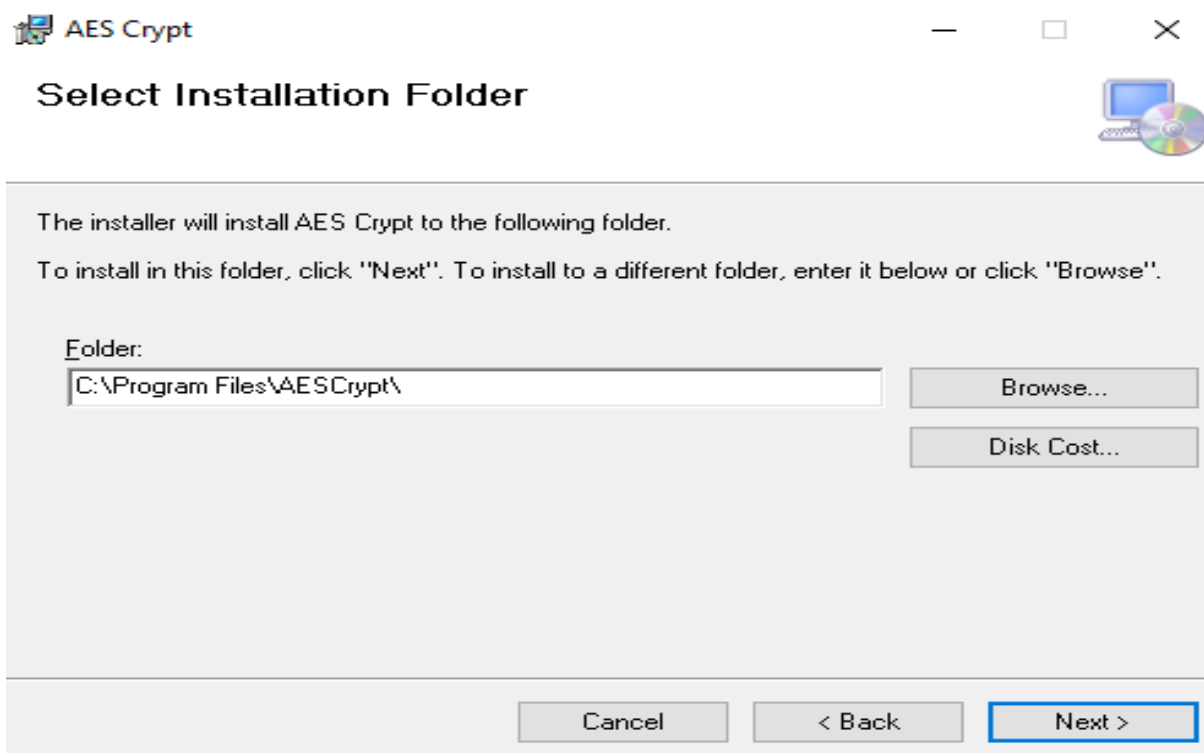 AES Crypt
Select Installation Folder
The installer will install AES Crypt to the following folder.
To install in this folder, click "Next". To install to a different folder, enter it below or click "Browse".
Folder:
C:\Program Files\AESCrypt\
Browse...
Disk Cost...
Cancel
< Back
Next >